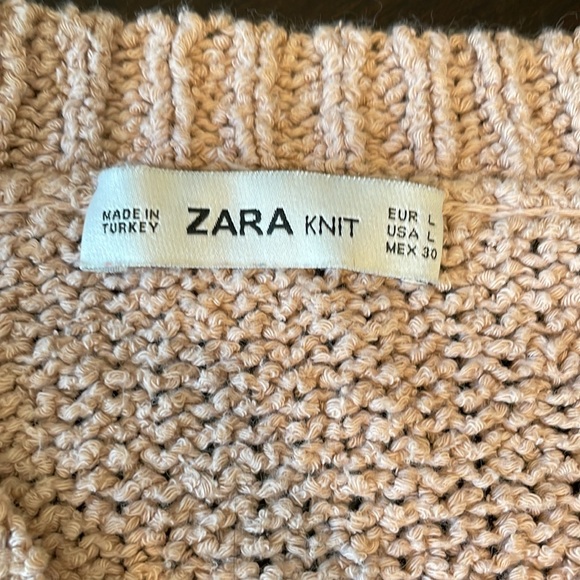 MADE IN
TURKEY
ZARA KNIT
EUR L
USA L
MEX 30